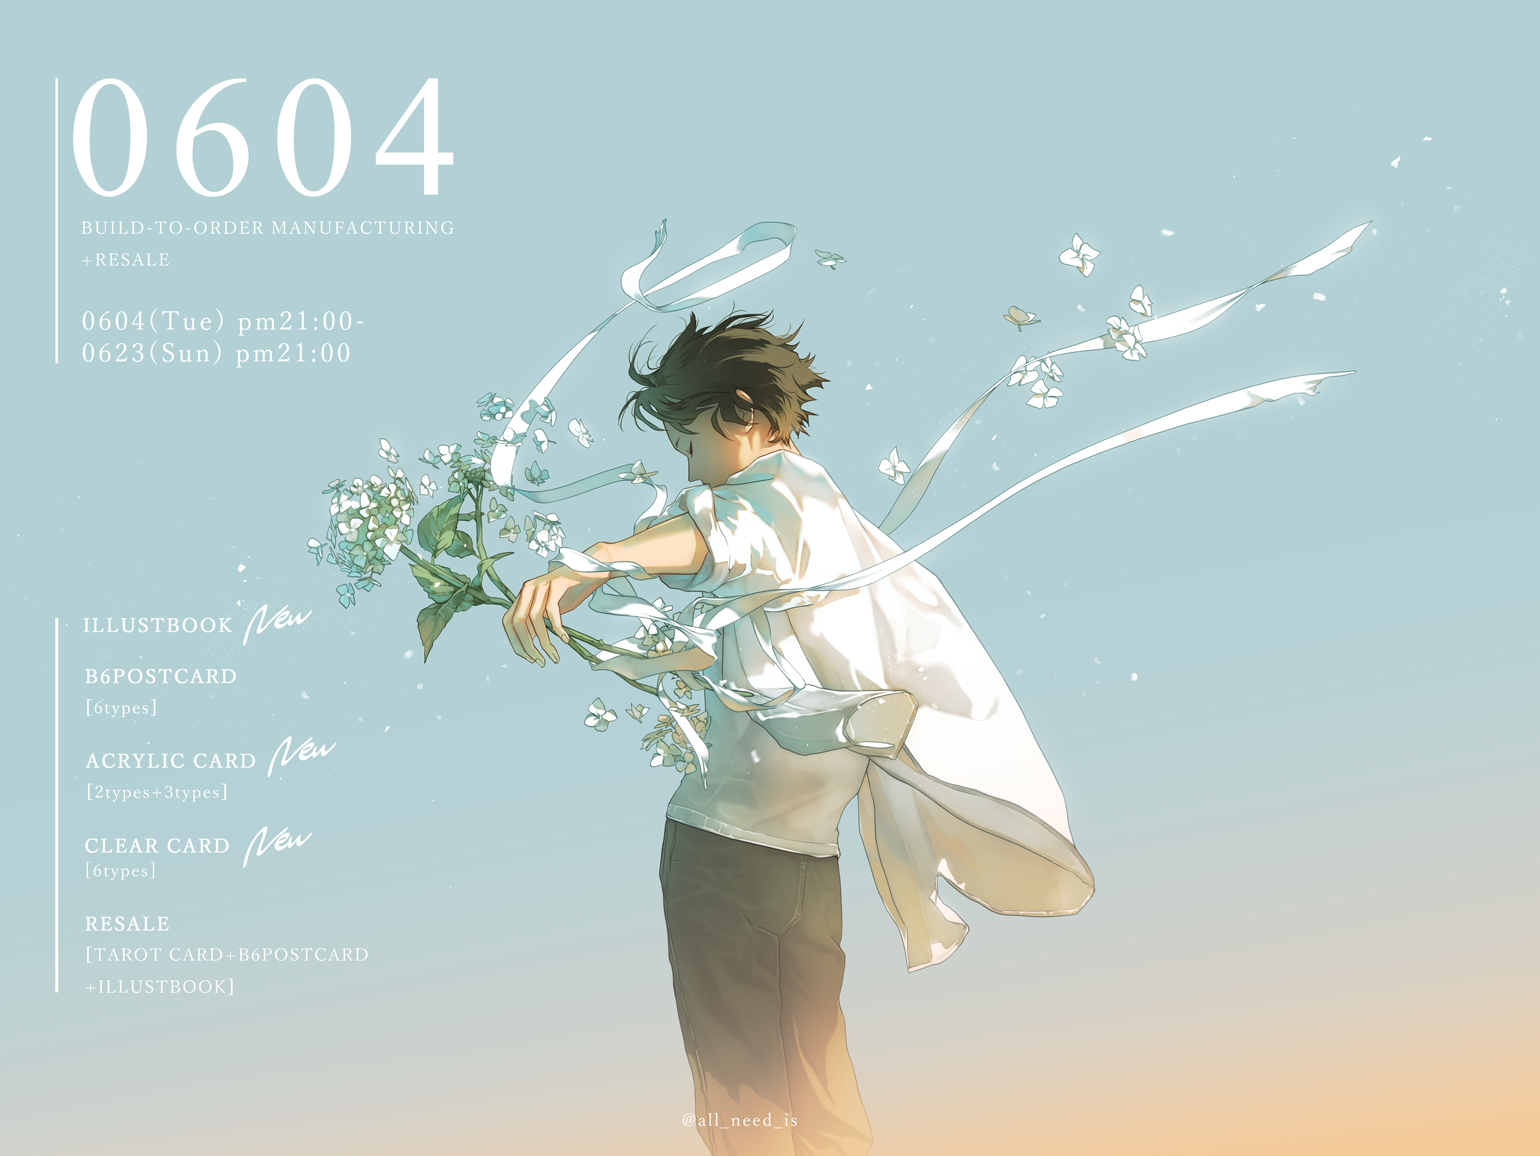 0604
BUILD-TO-ORDER MANUFACTURING
+RESALE
0604(Tue) pm21:00-
0623(Sun) pm21:00
ILLUSTBOOK New
B6POSTCARD
[6types]
ACRYLIC CARD New
[2types+3types]
CLEAR CARD New
[6types]
RESALE
[TAROT CARD+B6POSTCARD
+ILLUSTBOOK]
@all_need_is